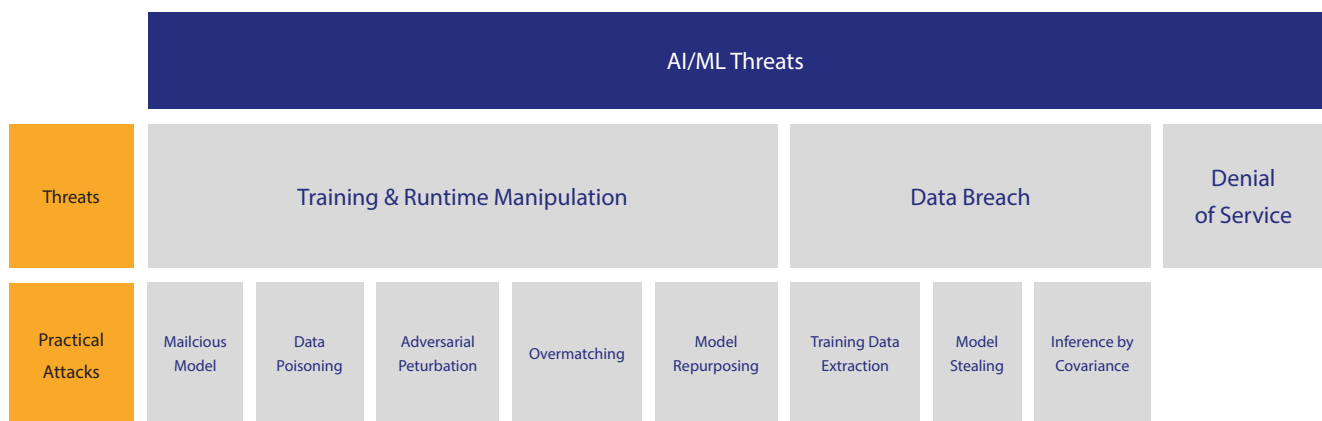 AI/ML Threats
Threats
Training & Runtime Manipulation
Data Breach
Denial
of Service
Practical
Attacks
Mailcious
Model
Data
Poisoning
Adversarial
Peturbation
Overmatching
Model
Repurposing
Training Data
Extraction
Model
Stealing
Inference by
Covariance